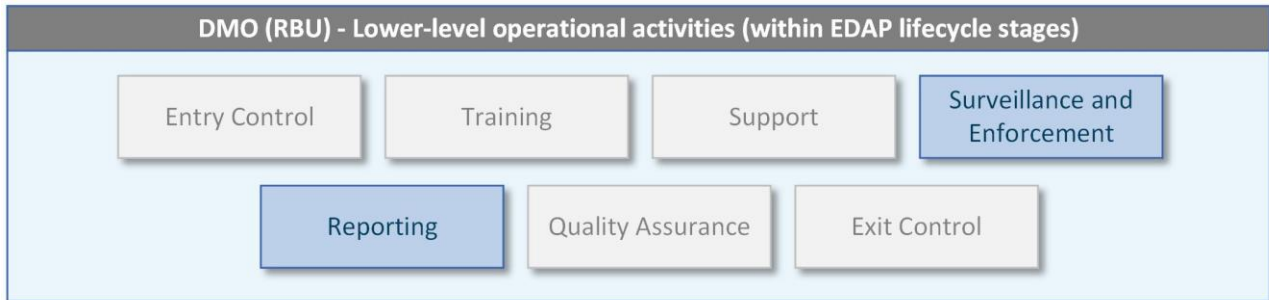 DMO (RBU) - Lower-level operational activities (within EDAP lifecycle stages)
Entry Control
Training
Support
Surveillance and
Enforcement
Reporting
Quality Assurance
Exit Control